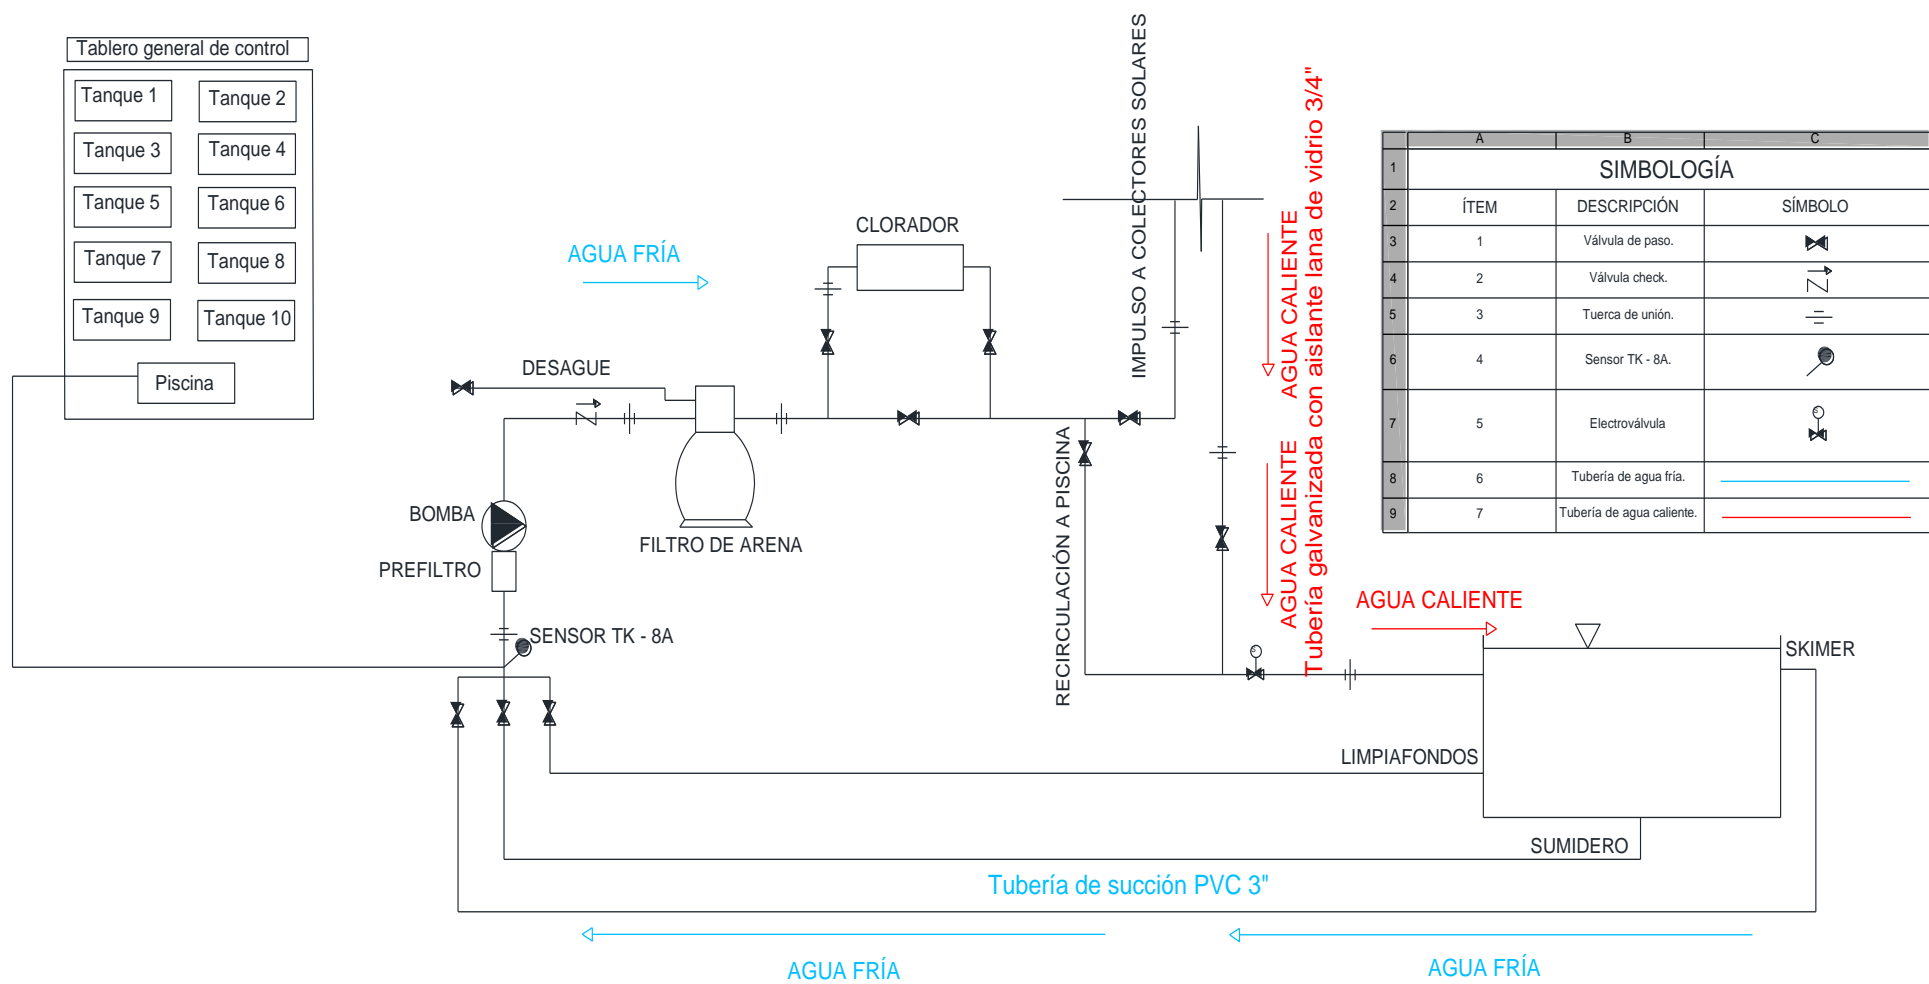 Tablero general de control
Tanque 1
Tanque 2
Tanque 3
Tanque 4
Tanque 5
Tanque 6
Tanque 7
Tanque 8
Tanque 9
Tanque 10
Piscina
AGUA FRÍA
CLORADOR
DESAGUE
BOMBA
PREFILTRO
FILTRO DE ARENA
SENSOR TK - 8A
IMPULSO A COLECTORES SOLARES
RECIRCULACIÓN A PISCINA
AGUA CALIENTE
AGUA CALIENTE
Tubería galvanizada con aislante lana de vidrio 3/4"
AGUA CALIENTE
SKIMER
LIMPIAFONDOS
SUMIDERO
Tubería de succión PVC 3"
AGUA FRÍA
AGUA FRÍA
A B C
1 SIMBOLOGÍA
2 ÍTEM DESCRIPCIÓN SÍMBOLO
3 1 Válvula de paso.
4 2 Válvula check.
5 3 Tuerca de unión.
6 4 Sensor TK - 8A.
7 5 Electroválvula S
8 6 Tubería de agua fría.
9 7 Tubería de agua caliente.
S